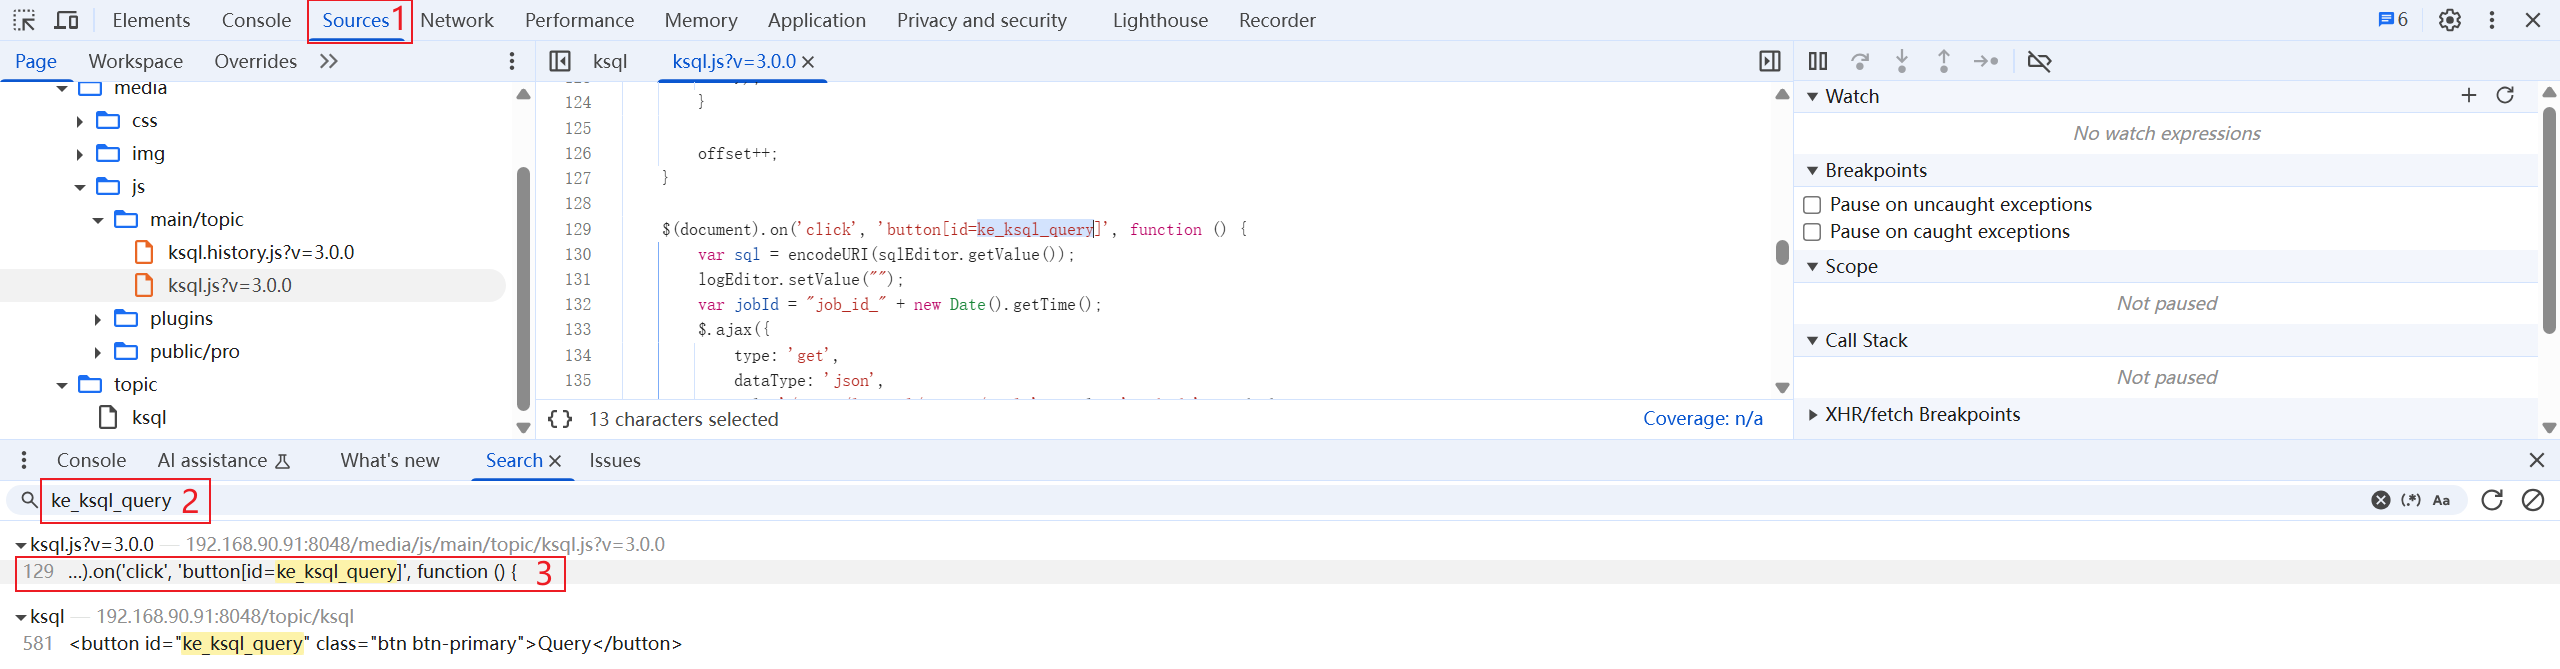 Elements Console Sources 1 Network Performance Memory Application Privacy and security Lighthouse Recorder 6
Page Workspace Overrides
media
css
img
js
main/topic
ksql.history.js?v=3.0.0
ksql.js?v=3.0.0
plugins
public/pro
topic
ksql
ksql ksql.js?v=3.0.0
124 }
125
126 offset++;
127 }
128
129 $(document).on('click', 'button[id=ke_ksql_query]', function () {
130 var sql = encodeURI(sqlEditor.getValue());
131 logEditor.setValue("");
132 var jobId = "job_id_" + new Date().getTime();
133 $.ajax({
134 type: 'get',
135 dataType: 'json',
{} 13 characters selected Coverage: n/a
Watch
No watch expressions
Breakpoints
Pause on uncaught exceptions
Pause on caught exceptions
Scope
Not paused
Call Stack
Not paused
XHR/fetch Breakpoints
Console AI assistance What's new Search Issues
ke_ksql_query 2 (.*) Aa
ksql.js?v=3.0.0 — 192.168.90.91:8048/media/js/main/topic/ksql.js?v=3.0.0
129 ...).on('click', 'button[id=ke_ksql_query]', function () { 3
ksql — 192.168.90.91:8048/topic/ksql
581 <button id="ke_ksql_query" class="btn btn-primary">Query</button>